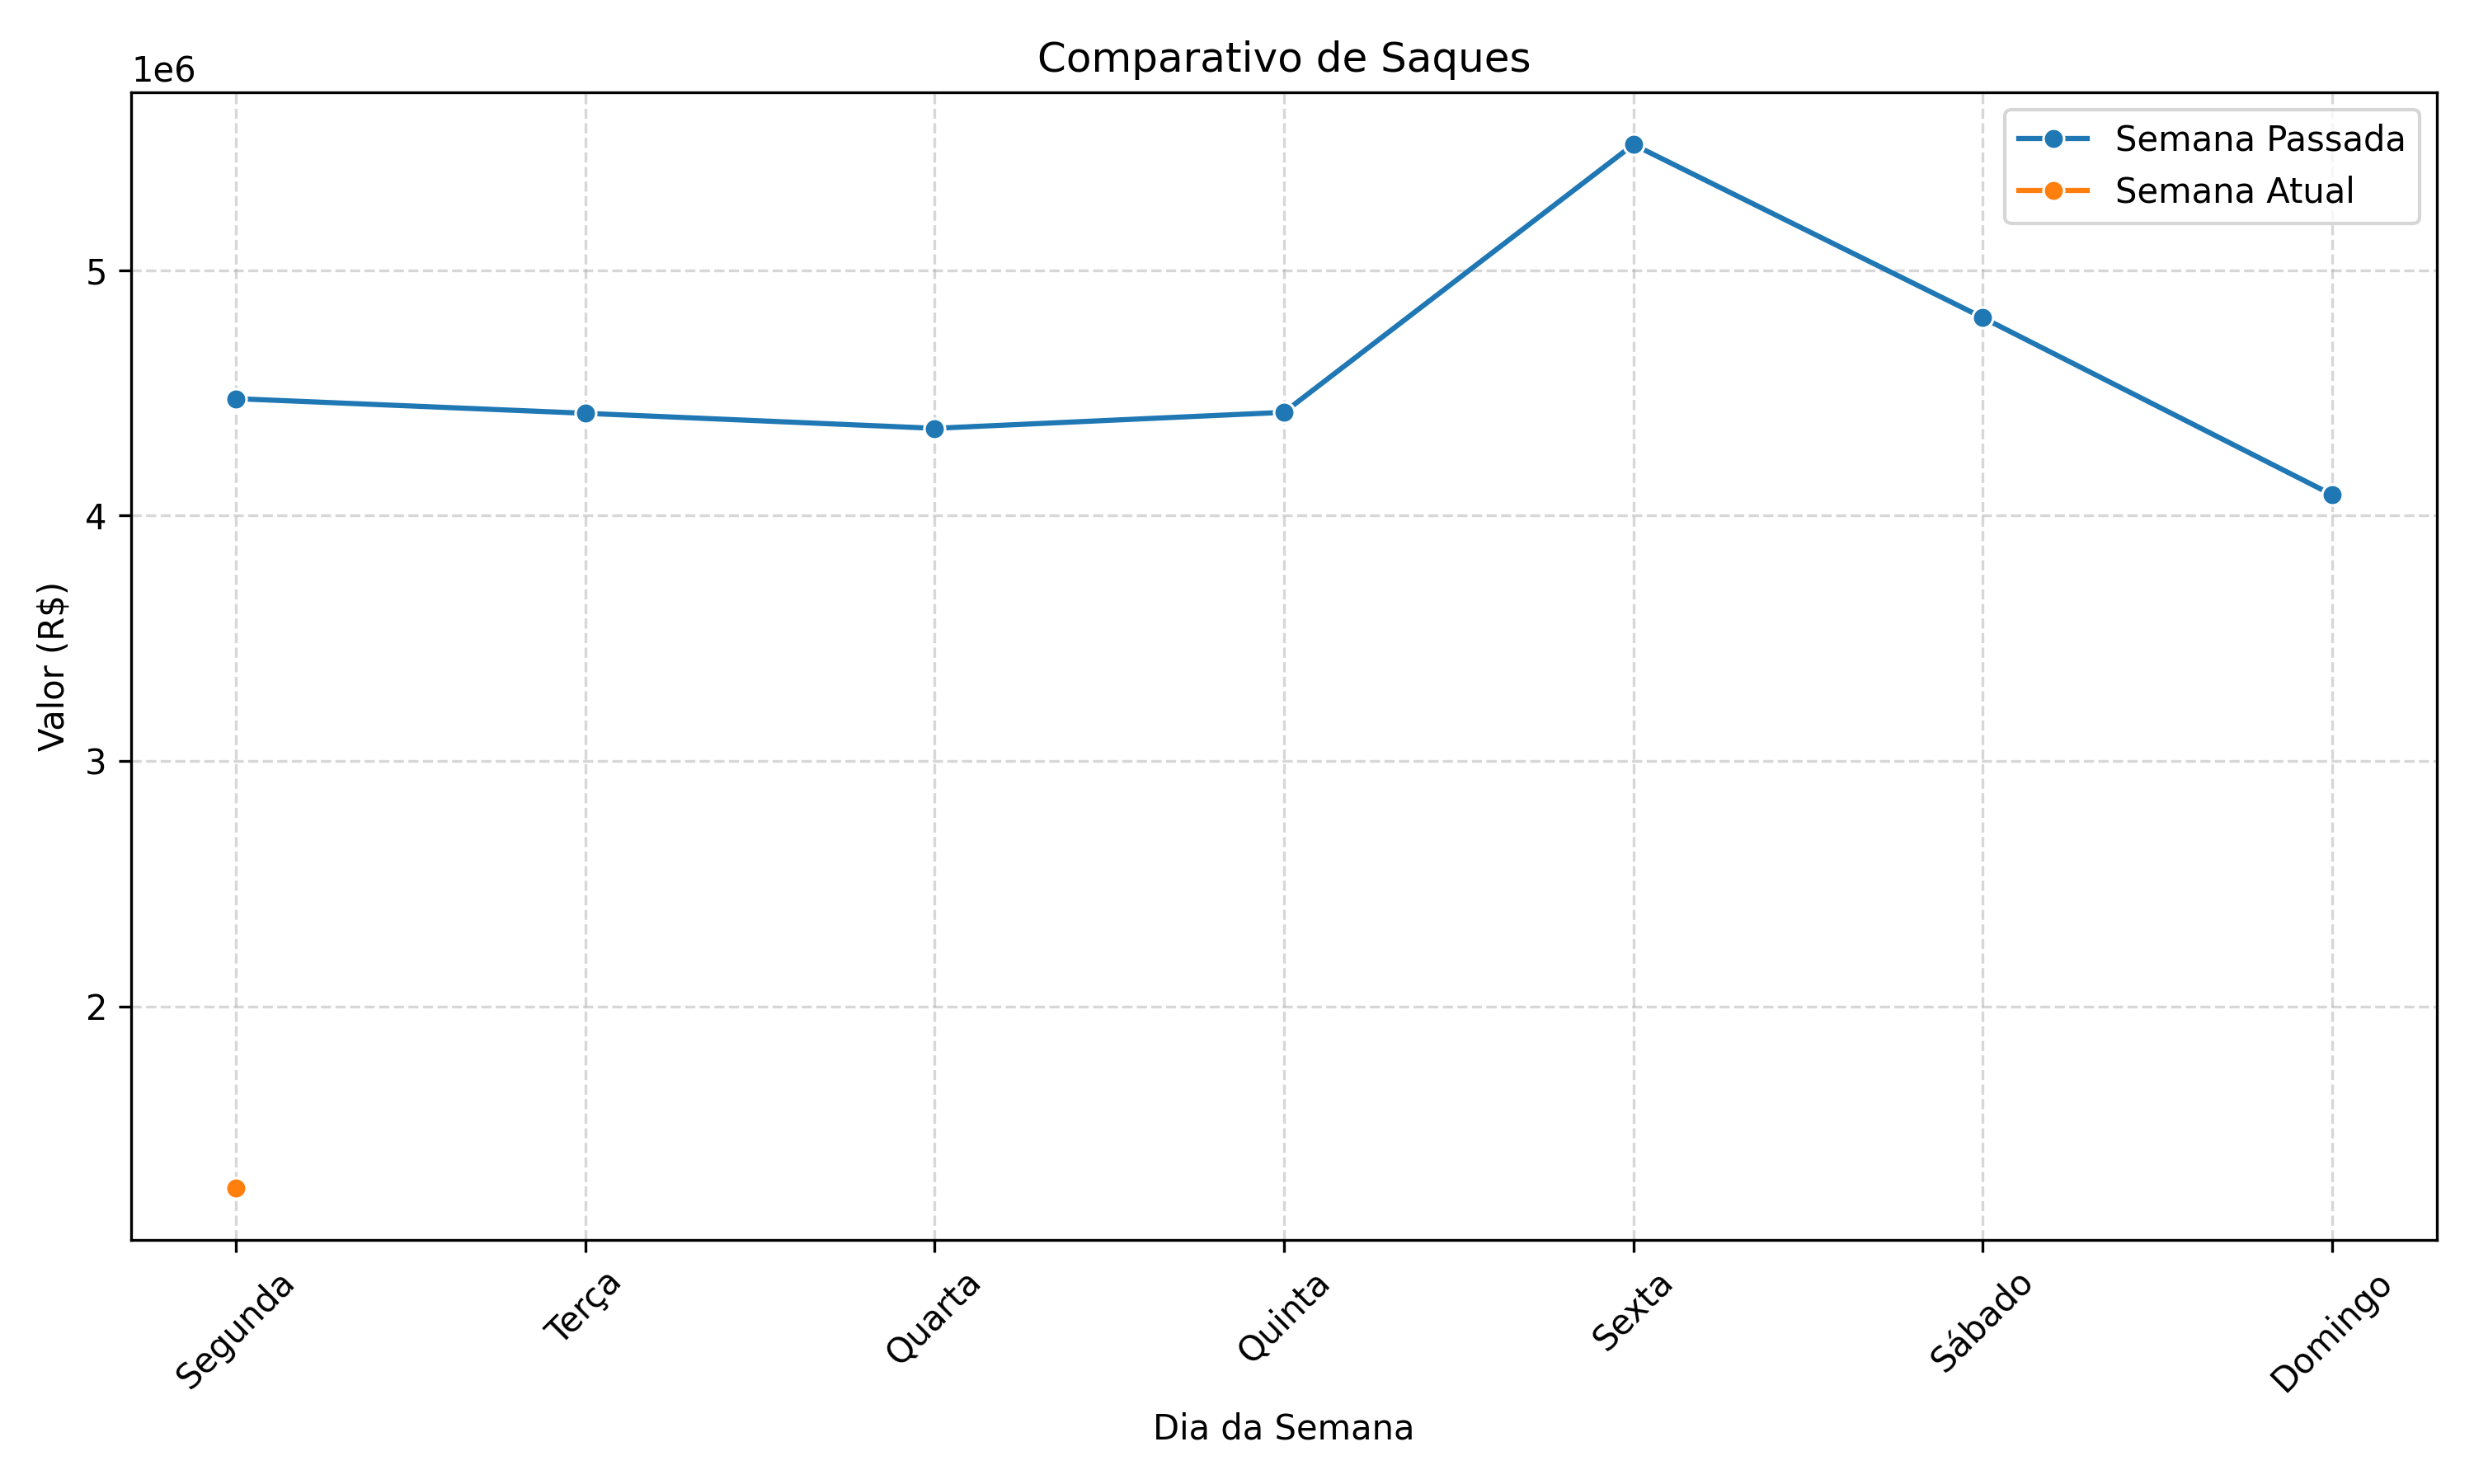 Comparativo de Saques
1e6
Semana Passada
Semana Atual
5
4
3
2
Valor (R$)
Segunda
Terça
Quarta
Quinta
Sexta
Sábado
Domingo
Dia da Semana